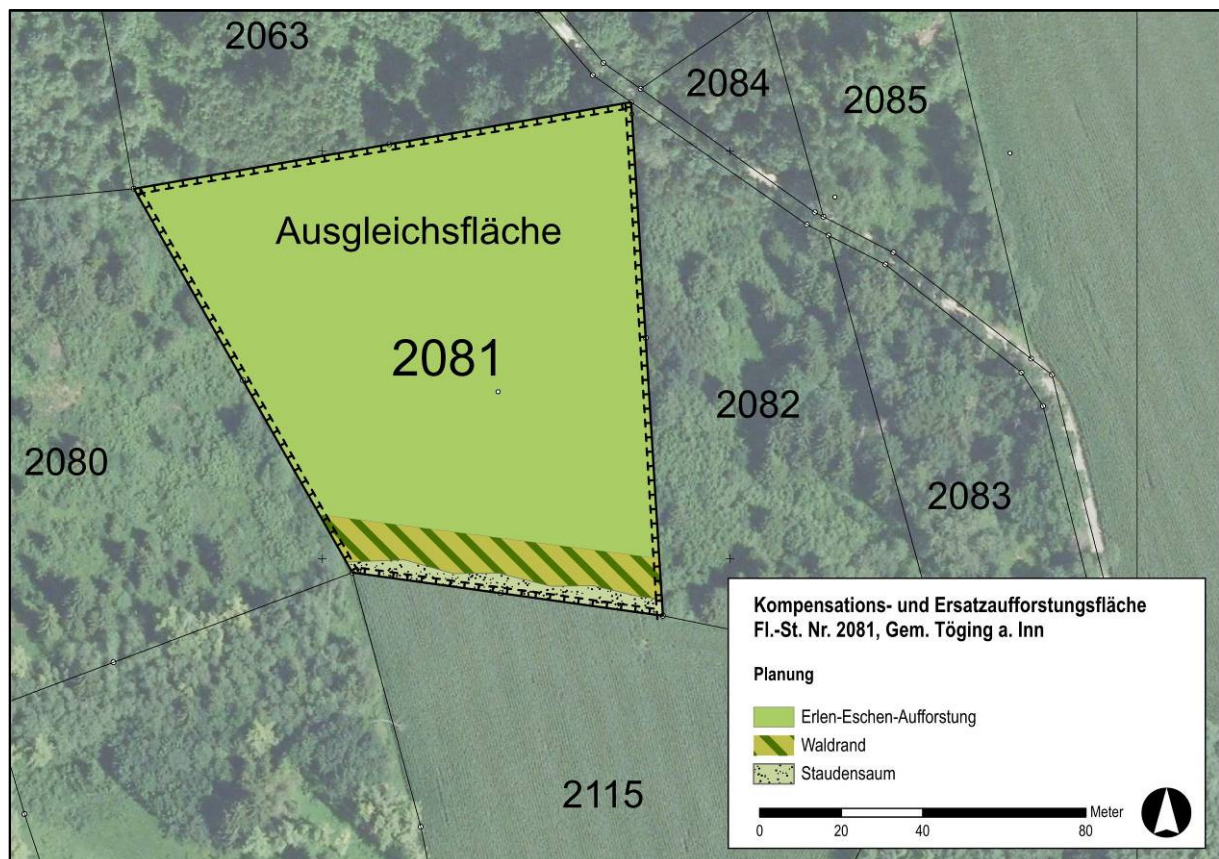 2063
2084
2085
Ausgleichsfläche
2081
2082
2080
2083
2115
Kompensations- und Ersatzaufforstungsfläche
Fl.-St. Nr. 2081, Gem. Töging a. Inn
Planung
Erlen-Eschen-Aufforstung
Waldrand
Staudensaum
Meter
0 20 40 80